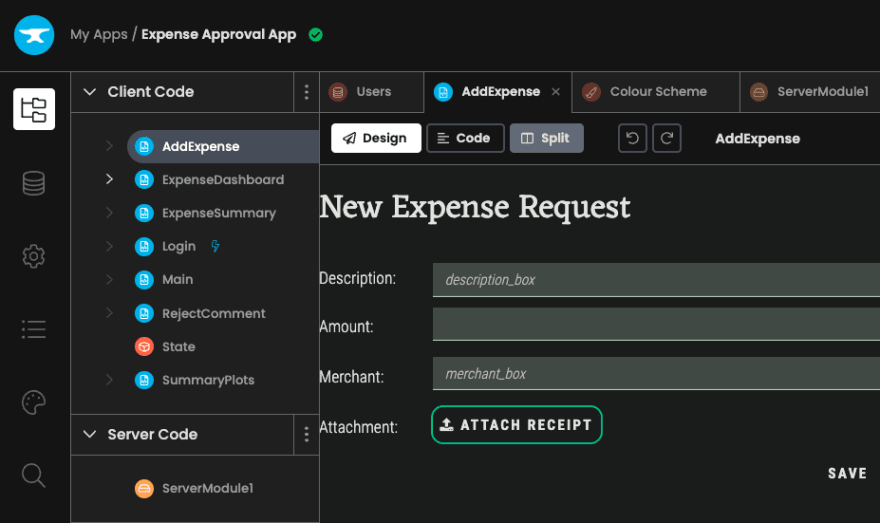 My Apps / Expense Approval App
Client Code
Users
AddExpense
Colour Scheme
ServerModule1
Design
Code
Split
AddExpense
AddExpense
ExpenseDashboard
ExpenseSummary
Login
Main
RejectComment
State
SummaryPlots
Server Code
ServerModule1
New Expense Request
Description: description_box
Amount:
Merchant: merchant_box
Attachment: ATTACH RECEIPT
SAVE